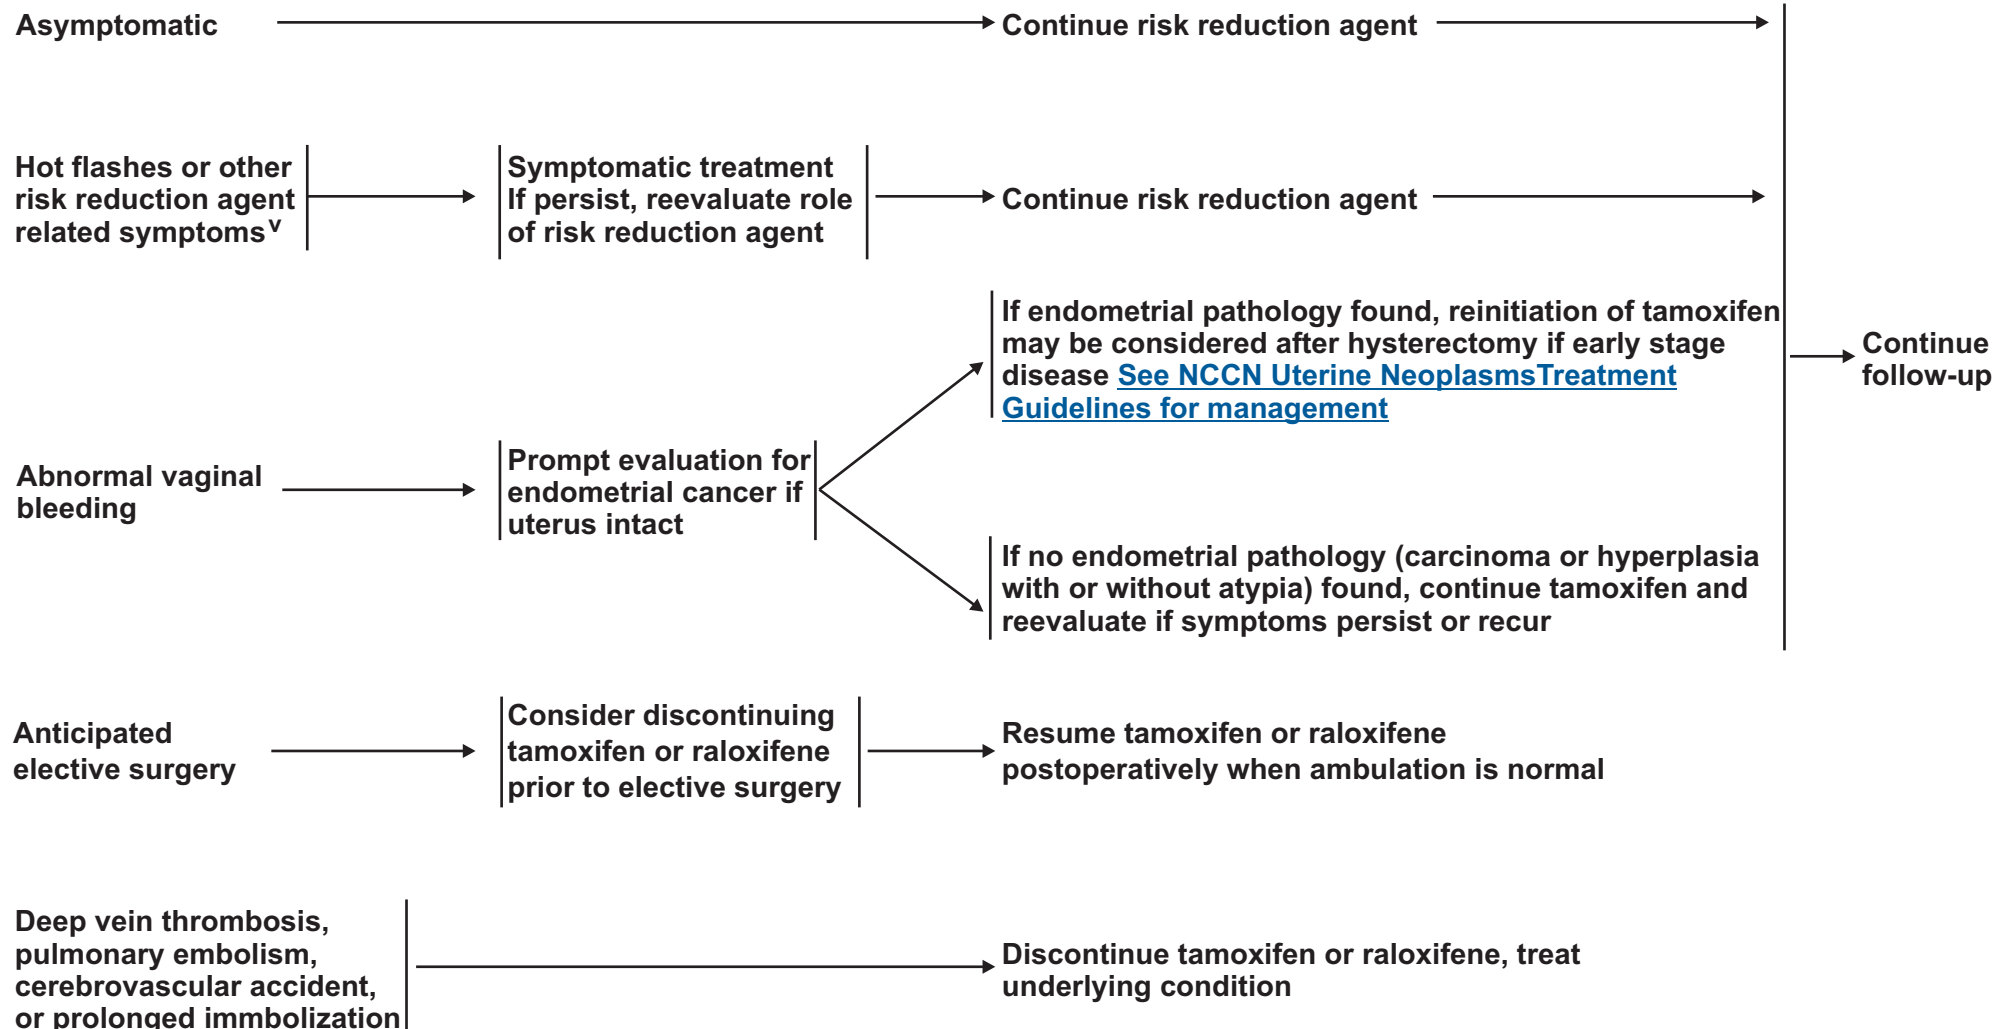 Asymptomatic
Continue risk reduction agent
Hot flashes or other
risk reduction agent
related symptomsᵛ
Symptomatic treatment
If persist, reevaluate role
of risk reduction agent
Continue risk reduction agent
Abnormal vaginal
bleeding
Prompt evaluation for
endometrial cancer if
uterus intact
If endometrial pathology found, reinitiation of tamoxifen
may be considered after hysterectomy if early stage
disease See NCCN Uterine NeoplasmsTreatment
Guidelines for management
If no endometrial pathology (carcinoma or hyperplasia
with or without atypia) found, continue tamoxifen and
reevaluate if symptoms persist or recur
Continue
follow-up
Anticipated
elective surgery
Consider discontinuing
tamoxifen or raloxifene
prior to elective surgery
Resume tamoxifen or raloxifene
postoperatively when ambulation is normal
Deep vein thrombosis,
pulmonary embolism,
cerebrovascular accident,
or prolonged immbolization
Discontinue tamoxifen or raloxifene, treat
underlying condition